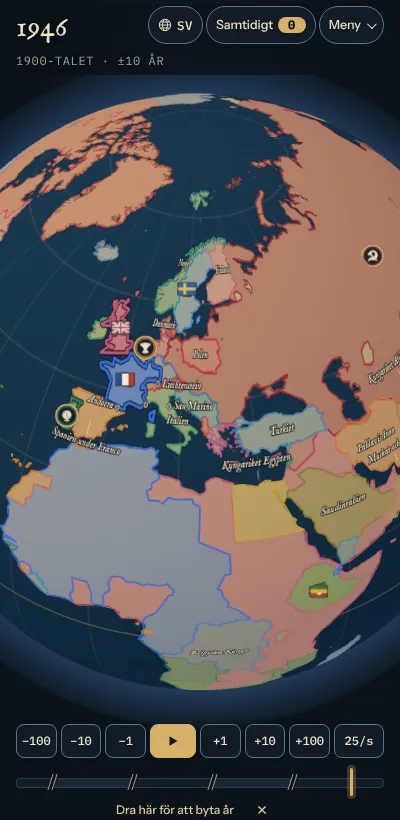 1946
SV
Samtidigt 0
Meny
1900-TALET · ±10 ÅR
Danmark
Polen
Liechtenstein
Andorra
San Marino
Italien
Spanien under Franco
Turkiet
Kungariket Egypten
Saudiarabien
−100
−10
−1
+1
+10
+100
25/s
Dra här för att byta år ×